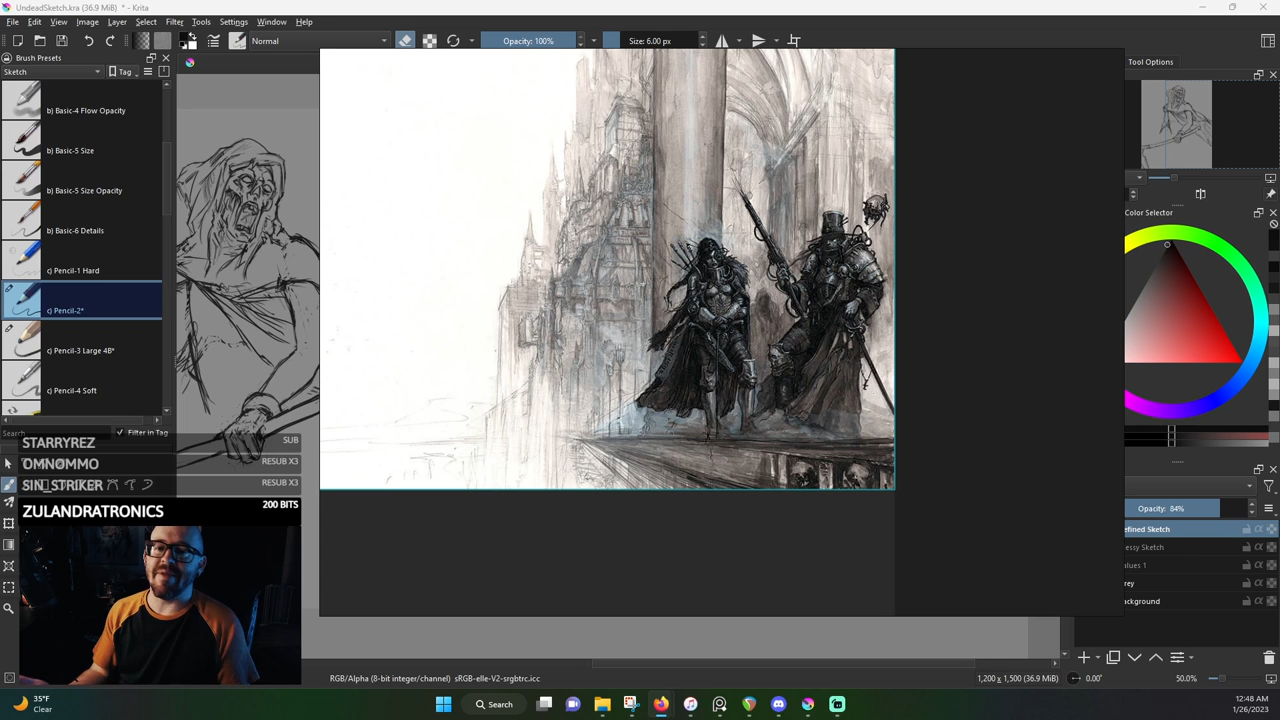 UndeadSketch.kra (36.9 MiB) * - Krita
File Edit View Image Layer Filter Tools Settings Window Help
Normal Opacity: 100% Size: 6.00 px
Brush Presets
Sketch Tag
b) Basic-4 Flow Opacity
b) Basic-5 Size
b) Basic-5 Size Opacity
b) Basic-6 Details
c) Pencil-1 Hard
c) Pencil-2*
c) Pencil-3 Large 4B*
c) Pencil-4 Soft
Search Filter in Tag
STARRYREZ SUB
OMNOMMO RESUB X3
SIN_STRIKER RESUB X3
ZULANDRATRONICS 200 BITS
Tool Options
Color Selector
Opacity: 84%
efined Sketch
essy Sketch
alues 1
rey
ackground
RGB/Alpha (8-bit integer/channel) sRGB-elle-V2-srgbtrc.icc
1,200 x 1,500 (36.9 MiB) 0.00° 50.0%
35°F
Clear
Search
12:48 AM
1/26/2023